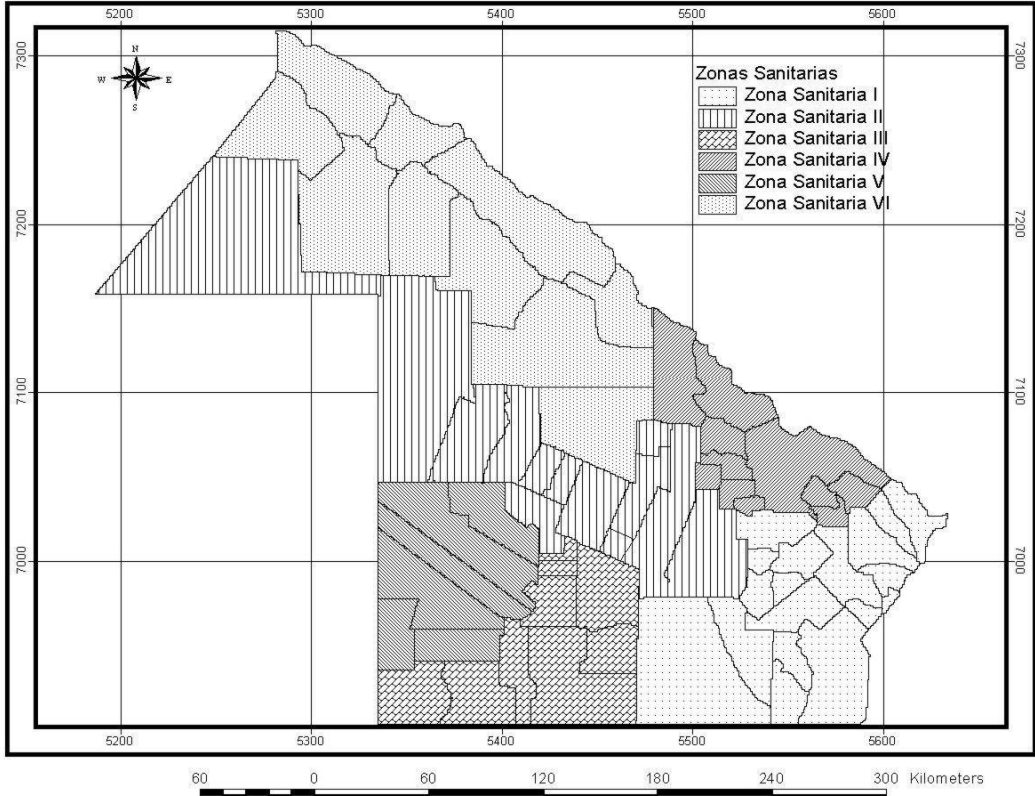 5200 5300 5400 5500 5600
7300 7300
N
W E
S
Zonas Sanitarias
Zona Sanitaria I
Zona Sanitaria II
Zona Sanitaria III
Zona Sanitaria IV
Zona Sanitaria V
Zona Sanitaria VI
7200 7200
7100 7100
7000 7000
5200 5300 5400 5500 5600
60 0 60 120 180 240 300 Kilometers